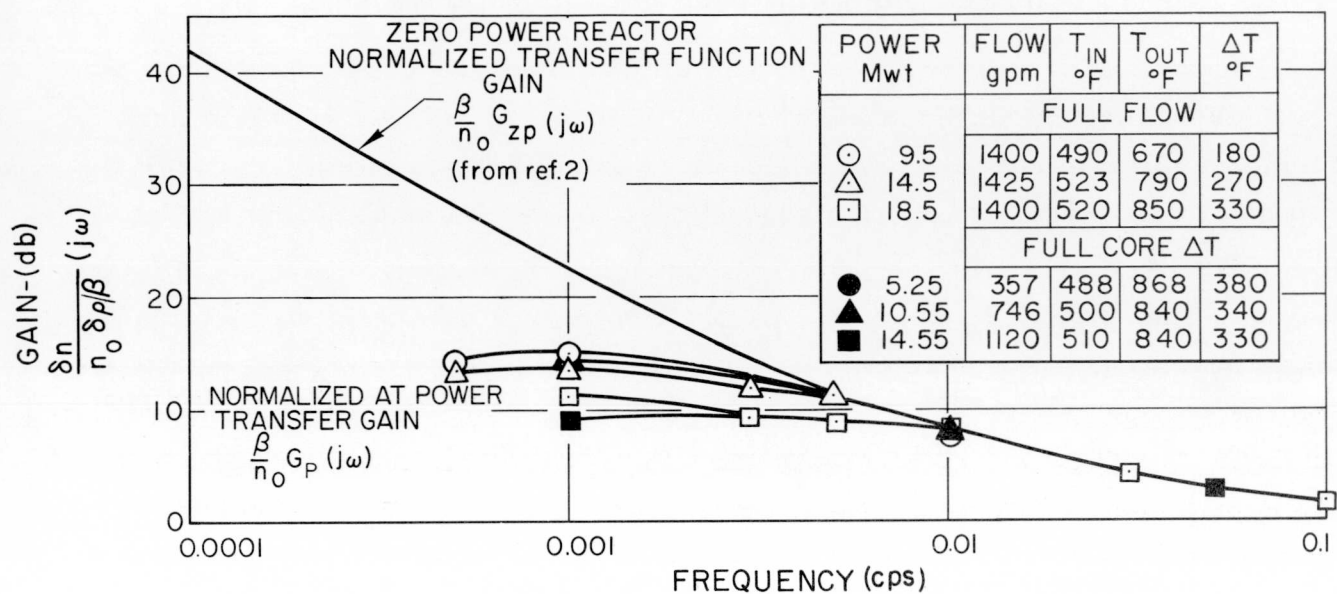 ZERO POWER REACTOR
NORMALIZED TRANSFER FUNCTION
GAIN
β/n₀ G_zp (jω)
(from ref.2)
POWER Mwt FLOW gpm T_IN °F T_OUT °F ΔT °F
FULL FLOW
9.5 1400 490 670 180
14.5 1425 523 790 270
18.5 1400 520 850 330
FULL CORE ΔT
5.25 357 488 868 380
10.55 746 500 840 340
14.55 1120 510 840 330
GAIN-(db)
δn/n₀ δρ/β (jω)
40
30
20
10
0
NORMALIZED AT POWER
TRANSFER GAIN
β/n₀ G_P (jω)
0.0001 0.001 0.01 0.1
FREQUENCY (cps)